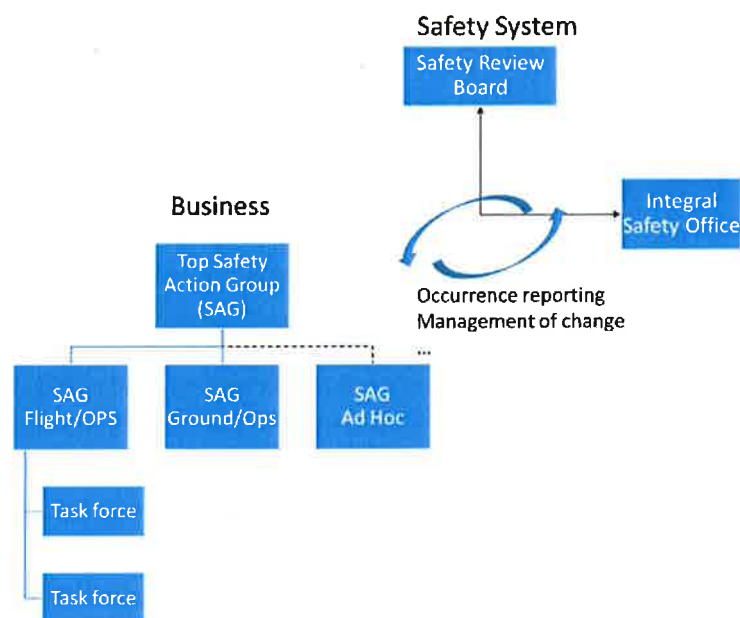 Safety System
Safety Review
Board
Integral
Safety Office
Business
Top Safety
Action Group
(SAG)
Occurrence reporting
Management of change
...
SAG
Flight/OPS
SAG
Ground/Ops
SAG
Ad Hoc
Task force
Task force